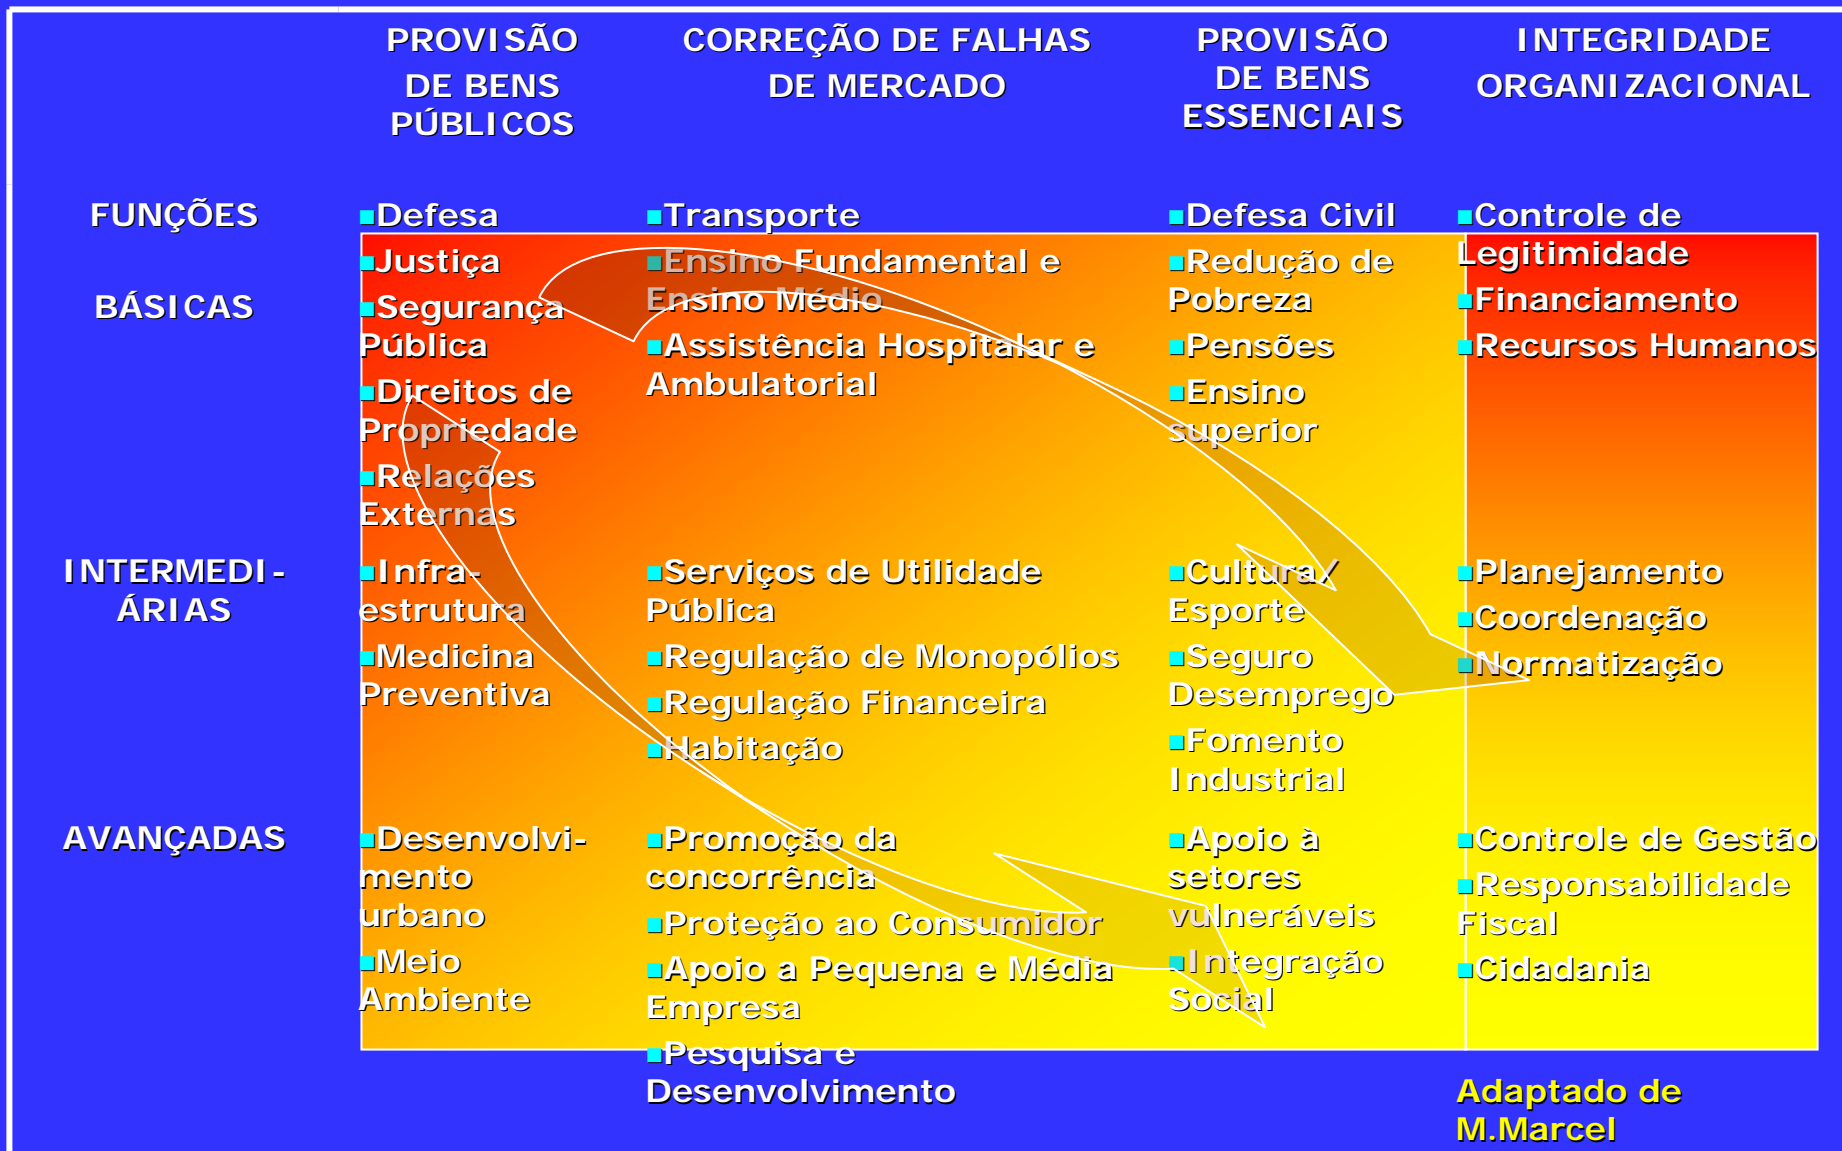 PROVISÃO
DE BENS
PÚBLICOS
CORREÇÃO DE FALHAS
DE MERCADO
PROVISÃO
DE BENS
ESSENCIAIS
INTEGRIDADE
ORGANIZACIONAL
FUNÇÕES
BÁSICAS
▪Defesa
▪Justiça
▪Segurança
Pública
▪Direitos de
Propriedade
▪Relações
Externas
▪Transporte
▪Ensino Fundamental e
Ensino Médio
▪Assistência Hospitalar e
Ambulatorial
▪Defesa Civil
▪Redução de
Pobreza
▪Pensões
▪Ensino
superior
▪Controle de
Legitimidade
▪Financiamento
▪Recursos Humanos
INTERMEDI-
ÁRIAS
▪Infra-
estrutura
▪Medicina
Preventiva
▪Serviços de Utilidade
Pública
▪Regulação de Monopólios
▪Regulação Financeira
▪Habitação
▪Cultura/
Esporte
▪Seguro
Desemprego
▪Fomento
Industrial
▪Planejamento
▪Coordenação
▪Normatização
AVANÇADAS
▪Desenvolvi-
mento
urbano
▪Meio
Ambiente
▪Promoção da
concorrência
▪Proteção ao Consumidor
▪Apoio a Pequena e Média
Empresa
▪Pesquisa e
Desenvolvimento
▪Apoio à
setores
vulneráveis
▪Integração
Social
▪Controle de Gestão
▪Responsabilidade
Fiscal
▪Cidadania
Adaptado de
M.Marcel